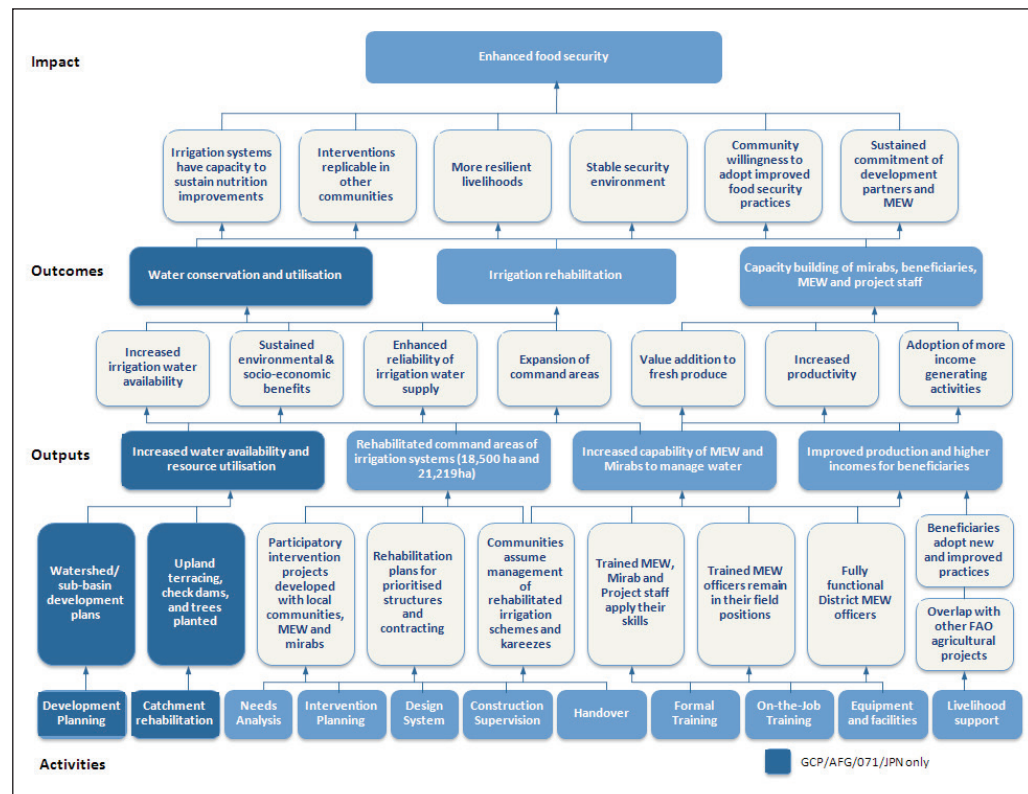 Impact
Enhanced food security
Irrigation systems
have capacity to
sustain nutrition
improvements
Interventions
replicable in
other
communities
More resilient
livelihoods
Stable security
environment
Community
willingness to
adopt improved
food security
practices
Sustained
commitment of
development
partners and
MEW
Outcomes
Water conservation and utilisation
Irrigation rehabilitation
Capacity building of mirabs, beneficiaries,
MEW and project staff
Increased
irrigation water
availability
Sustained
environmental &
socio-economic
benefits
Enhanced
reliability of
irrigation water
supply
Expansion of
command areas
Value addition to
fresh produce
Increased
productivity
Adoption of more
income
generating
activities
Outputs
Increased water availability and
resource utilisation
Rehabilitated command areas of
irrigation systems (18,500 ha and
21,219ha)
Increased capability of MEW and
Mirabs to manage water
Improved production and higher
incomes for beneficiaries
Watershed/
sub-basin
development
plans
Upland
terracing,
check dams,
and trees
planted
Participatory
intervention
projects
developed
with local
communities,
MEW and
mirabs
Rehabilitation
plans for
prioritised
structures
and
contracting
Communities
assume
management
of
rehabilitated
irrigation
schemes and
kareezes
Trained MEW,
Mirab and
Project staff
apply their
skills
Trained MEW
officers remain
in their field
positions
Fully
functional
District MEW
officers
Beneficiaries
adopt new
and improved
practices
Overlap with
other FAO
agricultural
projects
Development
Planning
Catchment
rehabilitation
Needs
Analysis
Intervention
Planning
Design
System
Construction
Supervision
Handover
Formal
Training
On-the-Job
Training
Equipment
and facilities
Livelihood
support
Activities
GCP/AFG/071/JPN only